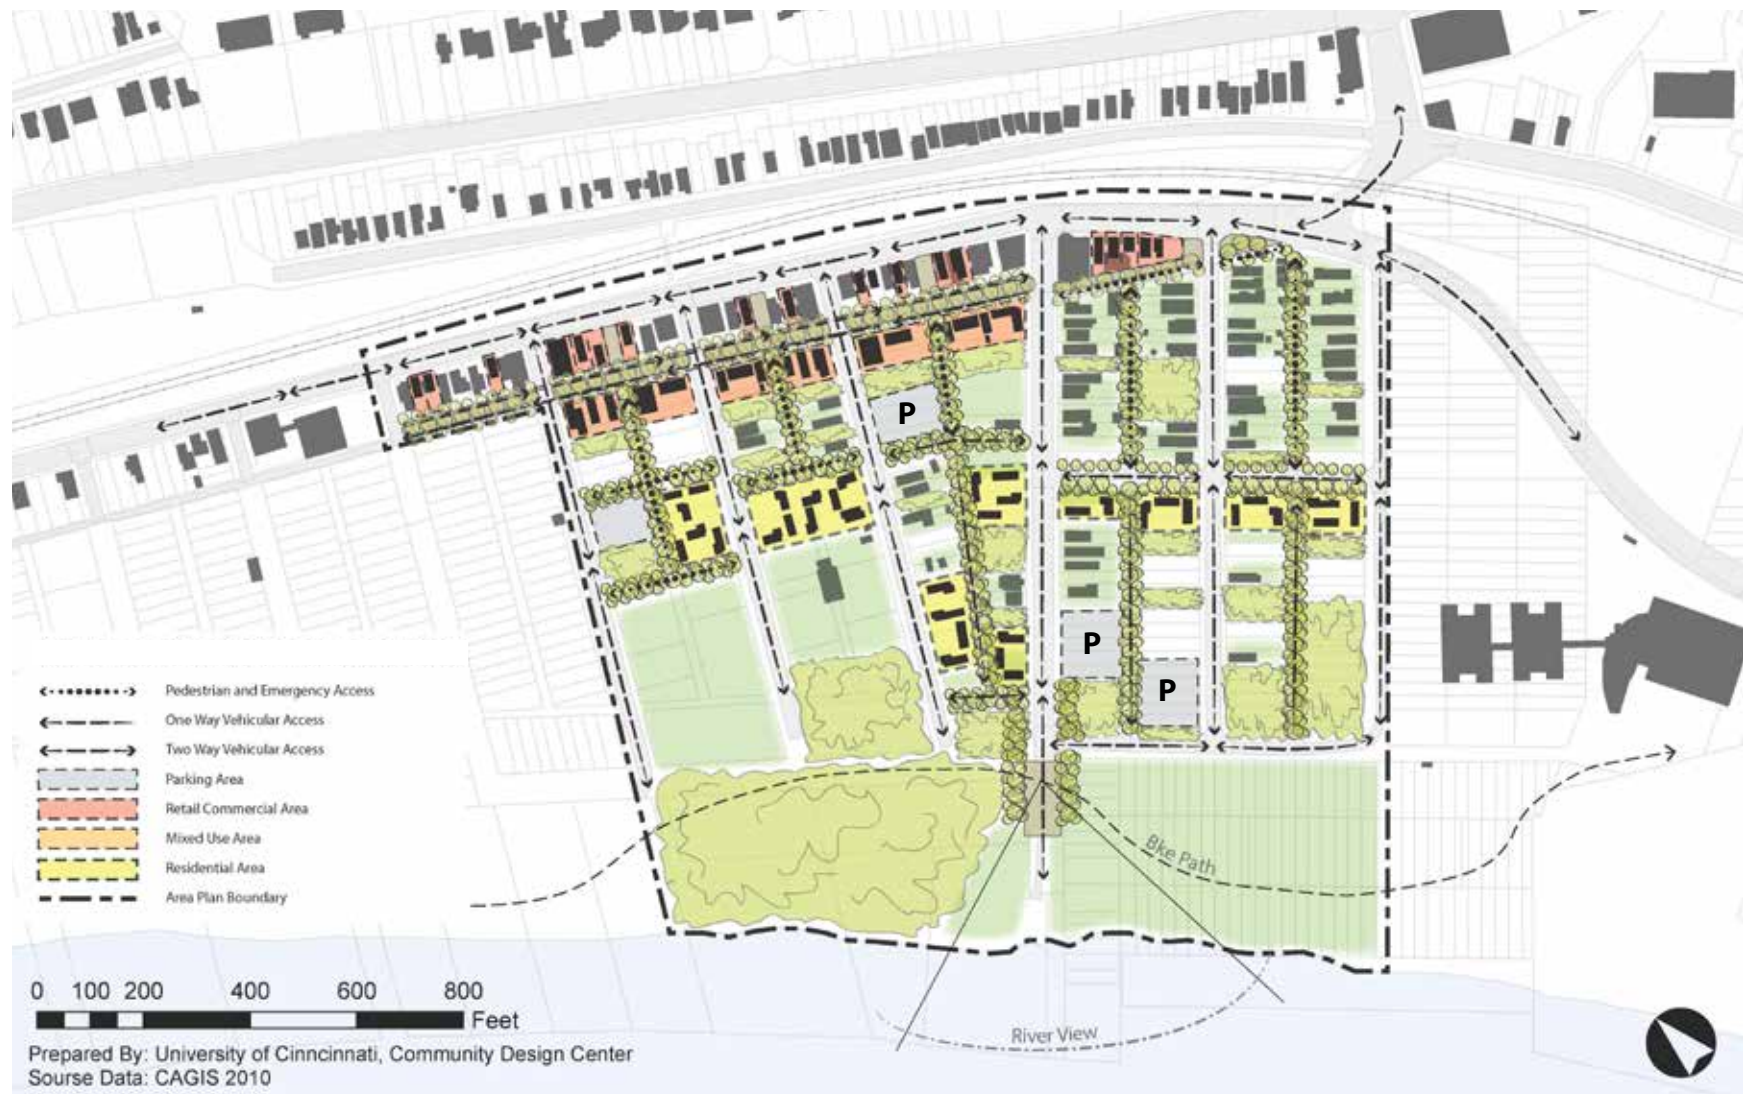 P
P
P
Pedestrian and Emergency Access
One Way Vehicular Access
Two Way Vehicular Access
Parking Area
Retail Commercial Area
Mixed Use Area
Residential Area
Area Plan Boundary
Bke Path
River View
0 100 200 400 600 800
Feet
Prepared By: University of Cinncinnati, Community Design Center
Sourse Data: CAGIS 2010